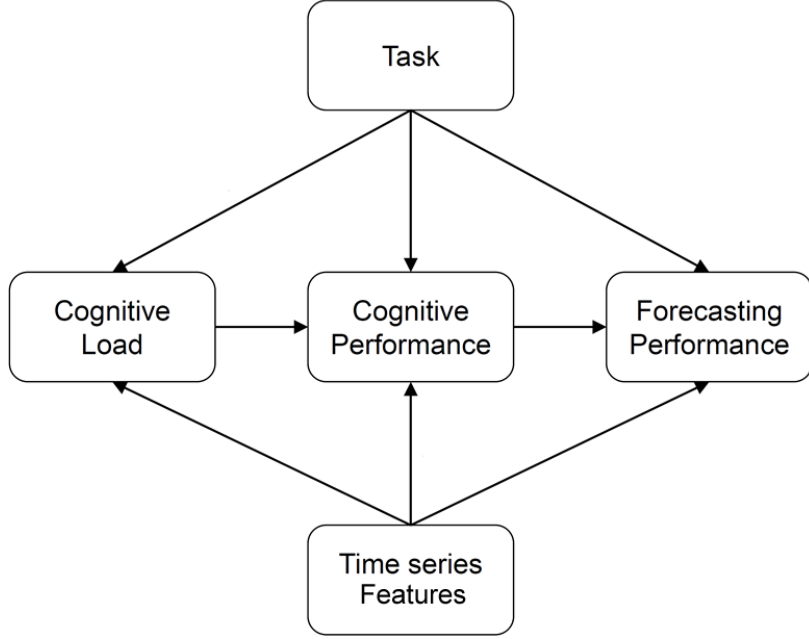 Task
Cognitive
Load
Cognitive
Performance
Forecasting
Performance
Time series
Features